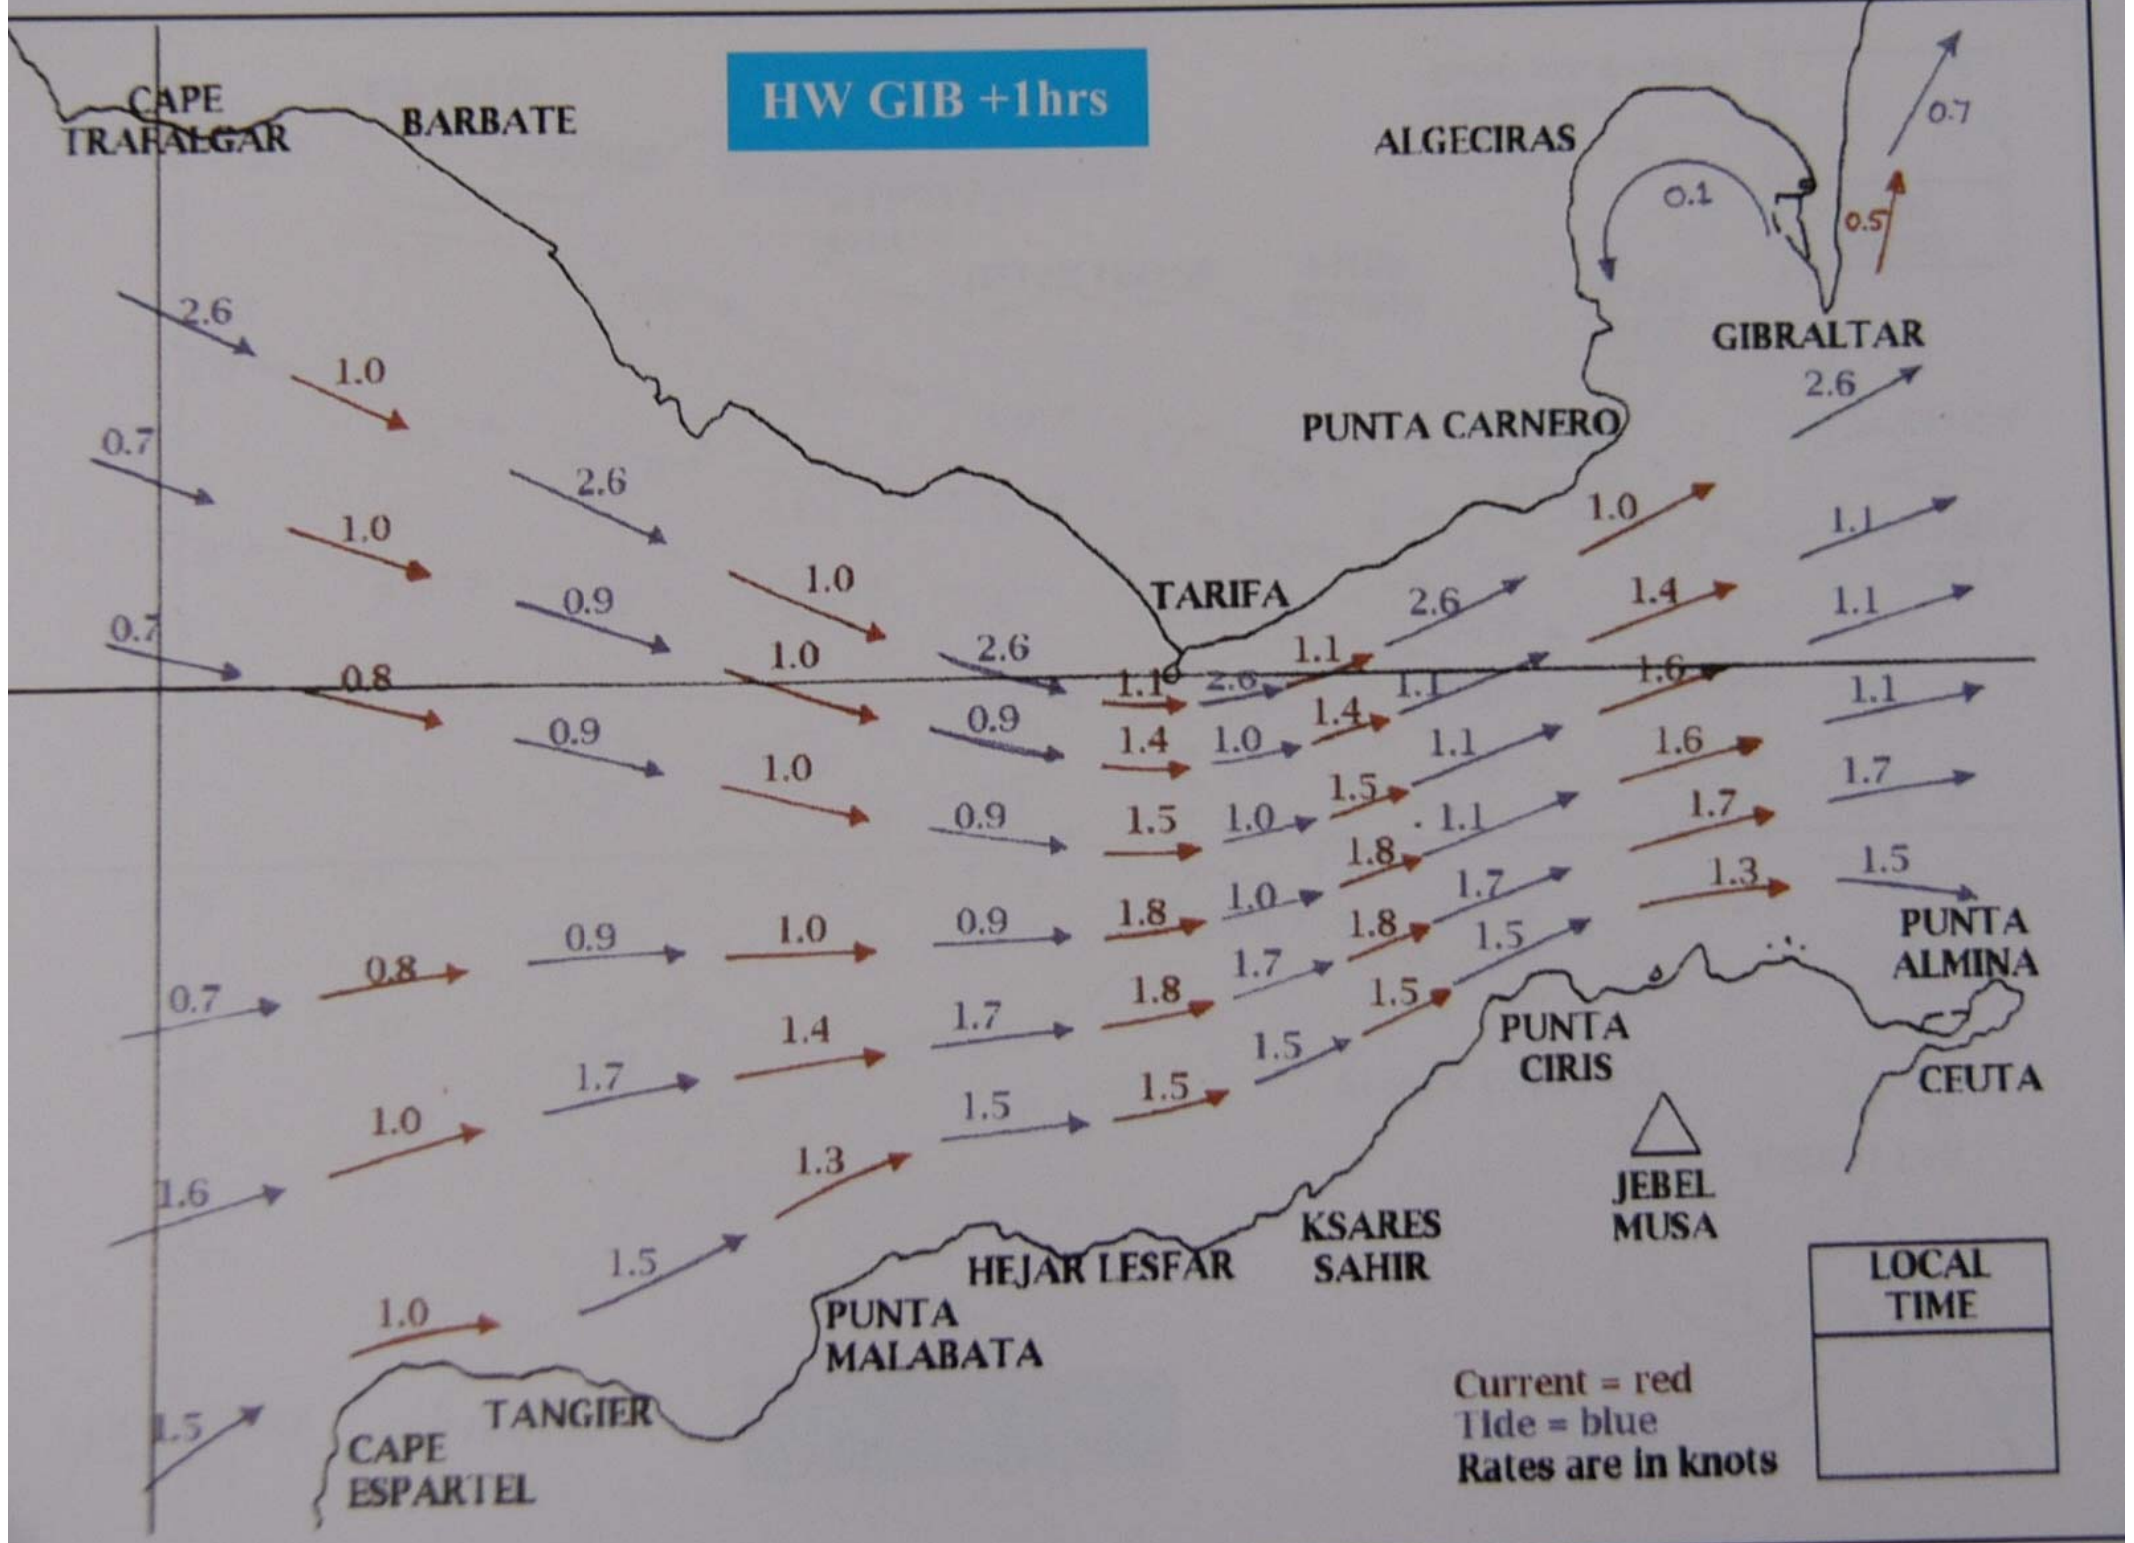 HW GIB +1hrs
CAPE
TRAFALGAR
BARBATE
ALGECIRAS
0.7
0.1
0.5
GIBRALTAR
2.6
1.0
2.6
0.7
PUNTA CARNERO
2.6
1.0
1.0
1.1
0.9
1.0
TARIFA
2.6
1.4
1.1
0.7
1.0
2.6
1.1
0.8
1.1
2.6
1.1
1.6
1.1
0.9
0.9
1.4
1.0
1.4
1.1
1.6
1.0
0.9
1.5
1.0
1.5
1.1
1.7
1.7
1.8
1.7
1.3
1.5
0.7
0.8
0.9
1.0
0.9
1.8
1.0
1.8
1.5
PUNTA
ALMINA
1.4
1.7
1.8
1.7
1.5
1.0
1.7
1.5
1.5
1.5
PUNTA
CIRIS
CEUTA
1.6
1.3
JEBEL
MUSA
KSARES
SAHIR
1.5
HEJAR LESFAR
1.0
PUNTA
MALABATA
LOCAL
TIME
1.5
TANGIER
CAPE
ESPARTEL
Current = red
TIde = blue
Rates are in knots